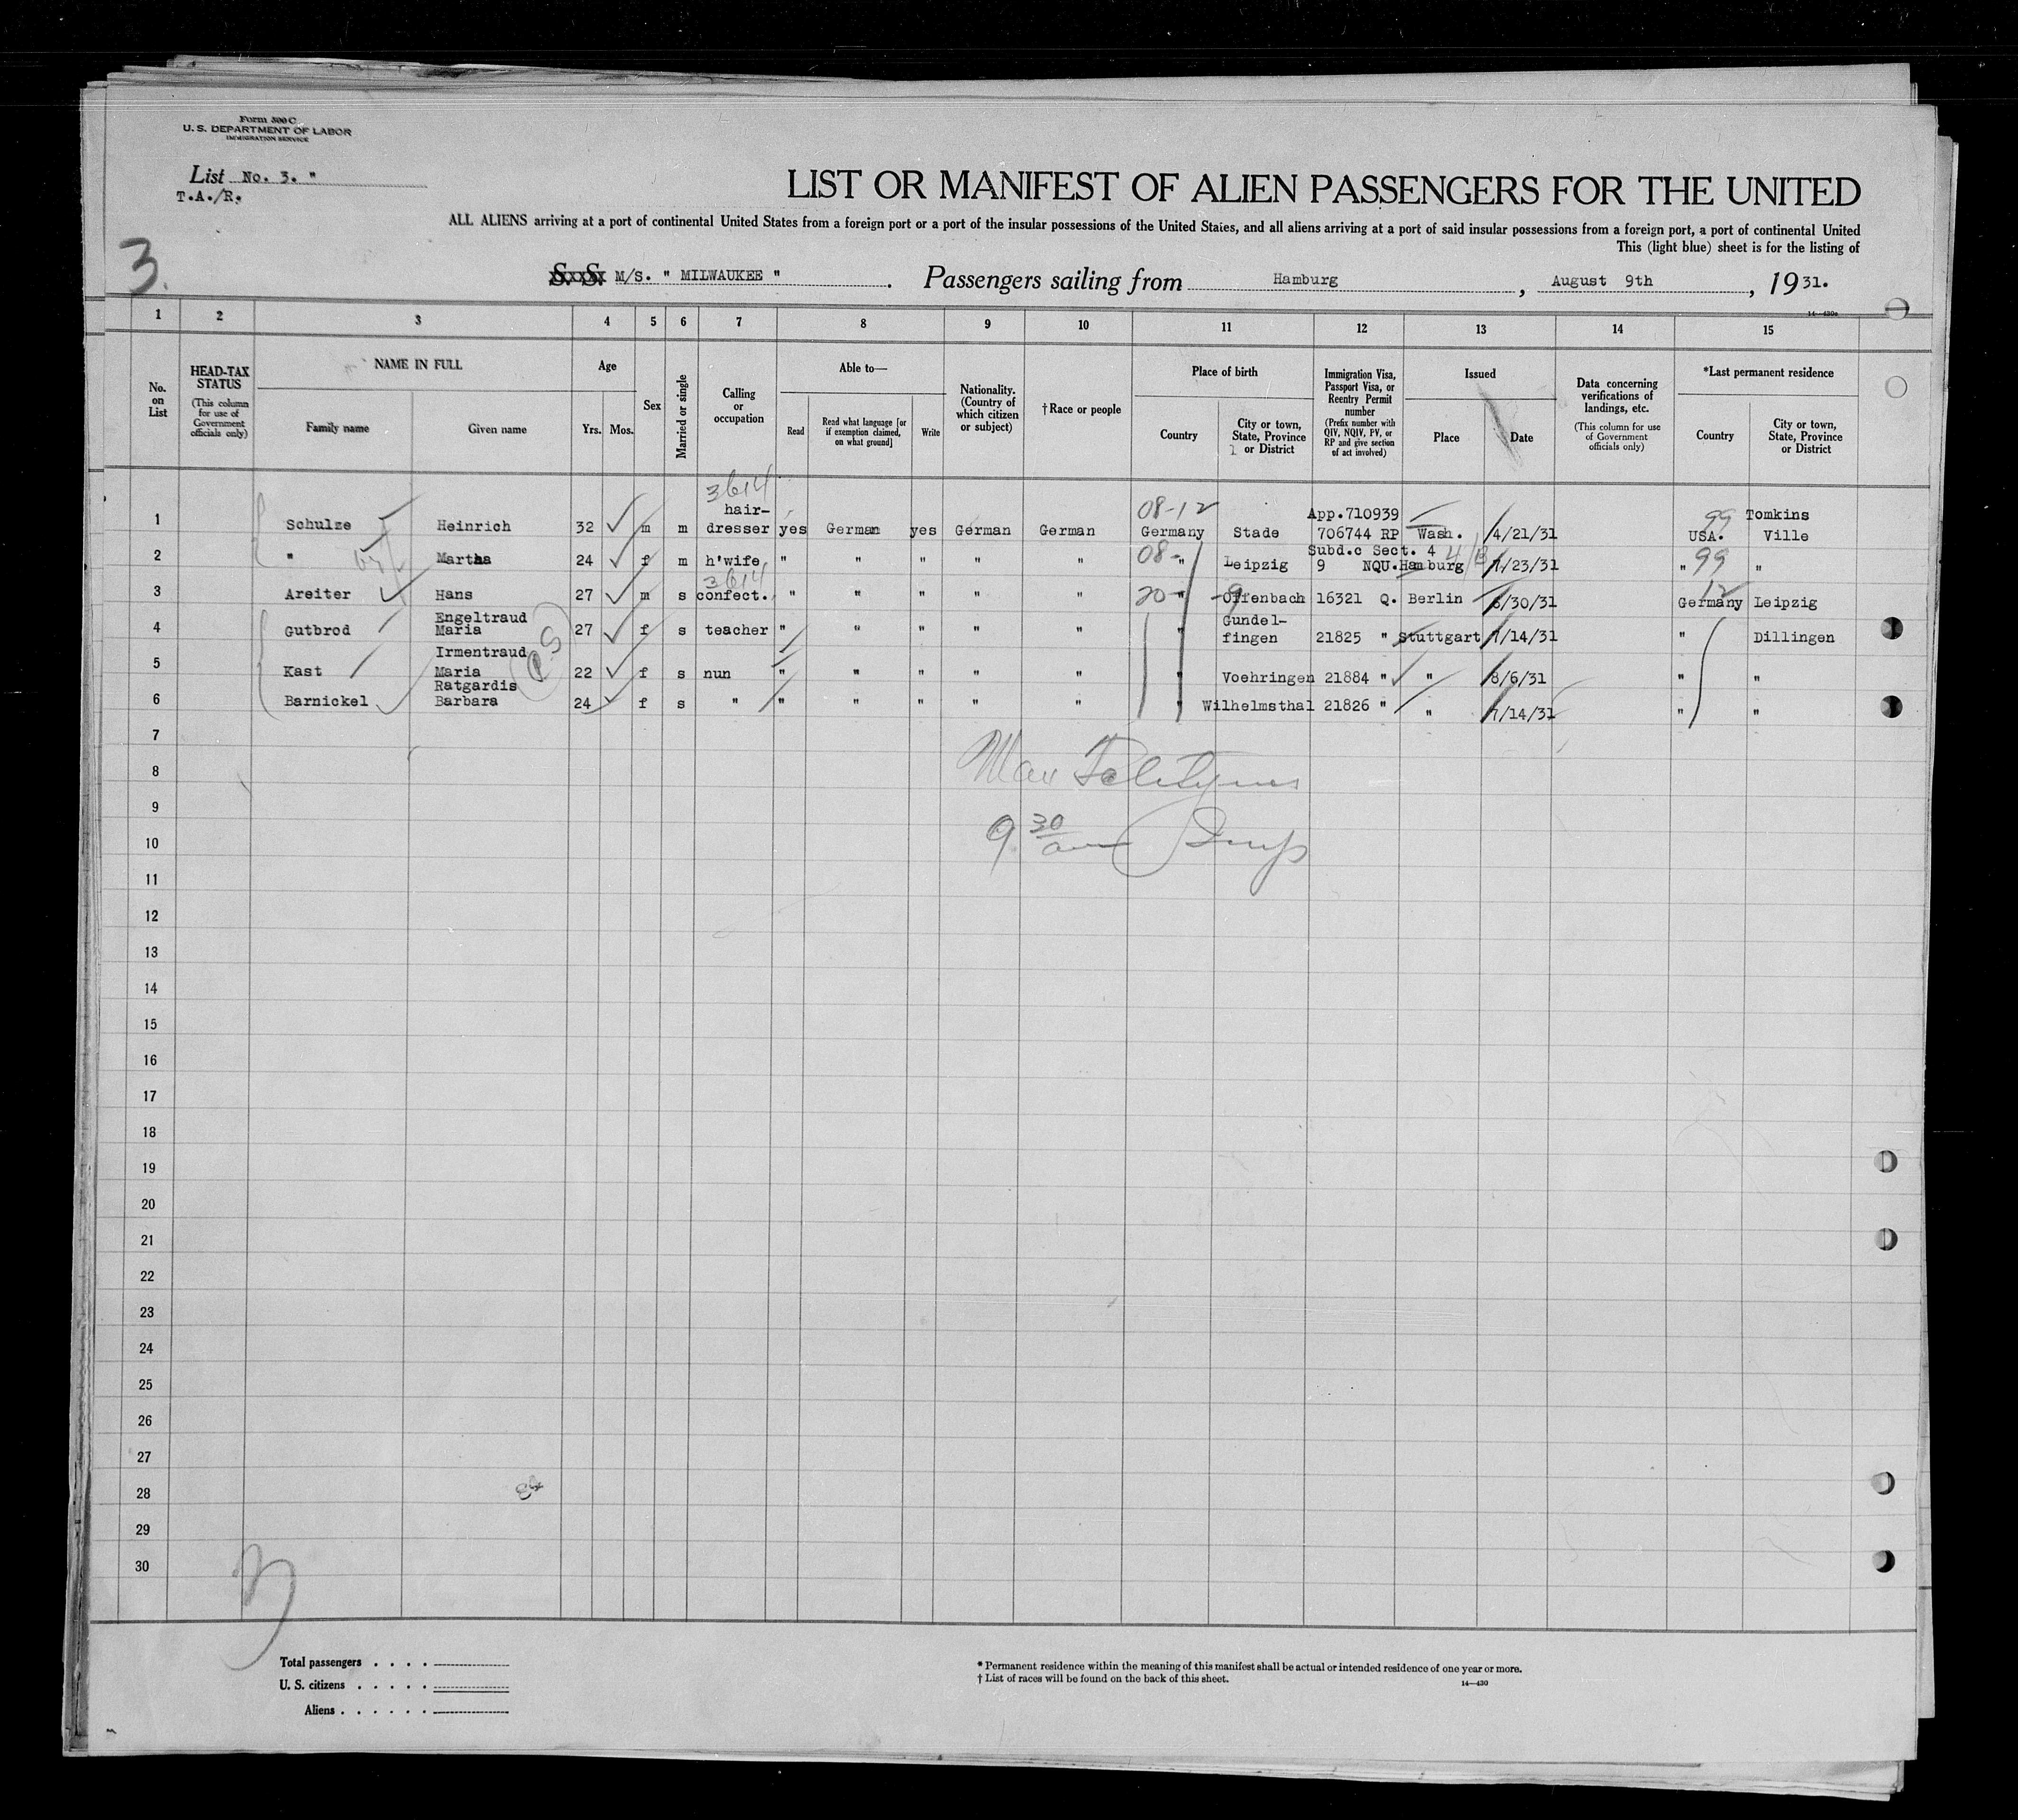 Form 500 C
U. S. DEPARTMENT OF LABOR
IMMIGRATION SERVICE
List No. 3. "
T.A./R.
LIST OR MANIFEST OF ALIEN PASSENGERS FOR THE UNITED
ALL ALIENS arriving at a port of continental United States from a foreign port or a port of the insular possessions of the United States, and all aliens arriving at a port of said insular possessions from a foreign port, a port of continental United
This (light blue) sheet is for the listing of
3.
S. S. M/S. " MILWAUKEE " . Passengers sailing from Hamburg , August 9th , 1931.
14—430a
1 2 3 4 5 6 7 8 9 10 11 12 13 14 15
No. on List
HEAD-TAX STATUS (This column for use of Government officials only)
NAME IN FULL
Family name Given name
Age
Yrs. Mos.
Sex
Married or single
Calling or occupation
Able to—
Read Read what language [or if exemption claimed, on what ground] Write
Nationality. (Country of which citizen or subject)
†Race or people
Place of birth
Country City or town, State, Province or District
Immigration Visa, Passport Visa, or Reentry Permit number (Prefix number with QIV, NQIV, PV, or RP and give section of act involved)
Issued
Place Date
Data concerning verifications of landings, etc. (This column for use of Government officials only)
*Last permanent residence
Country City or town, State, Province or District
3614 08-12 99
1 Schulze Heinrich 32 m m hair-dresser yes German yes German German Germany Stade App.710939 706744 RP Wash. 4/21/31 USA. Tomkins Ville
08- Subd.c Sect. 4 99
2 " Martha 24 f m h'wife " " " " " " Leipzig 9 NQU. Hamburg 7/23/31 " "
3614 20- 12
3 Areiter Hans 27 m s confect. " " " " " " Offenbach 16321 Q. Berlin 6/30/31 Germany Leipzig
4 Gutbrod Engeltraud Maria 27 f s teacher " " " " " " Gundel-fingen 21825 " Stuttgart 7/14/31 " Dillingen
5 Kast Irmentraud Maria 22 f s nun " " " " " " Voehringen 21884 " " 8/6/31 " "
6 Barnickel Ratgardis Barbara 24 f s " " " " " " " Wilhelmsthal 21826 " " 7/14/31 " "
7
8
9
9 30
10
11
12
13
14
15
16
17
18
19
20
21
22
23
24
25
26
27
28
29
30
3
Total passengers . . . .
U. S. citizens . . . . .
Aliens . . . . . .
* Permanent residence within the meaning of this manifest shall be actual or intended residence of one year or more.
† List of races will be found on the back of this sheet.
14—430